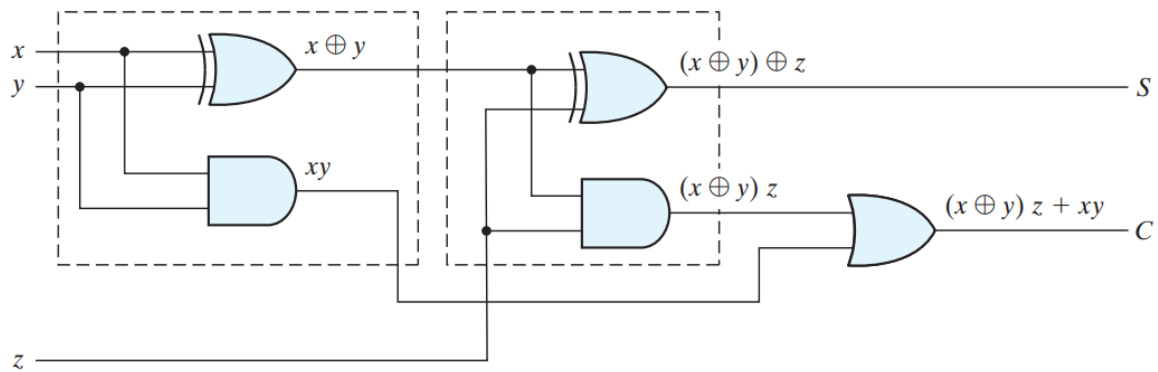 x
y
x ⊕ y
xy
(x ⊕ y) ⊕ z
S
(x ⊕ y) z
(x ⊕ y) z + xy
C
z